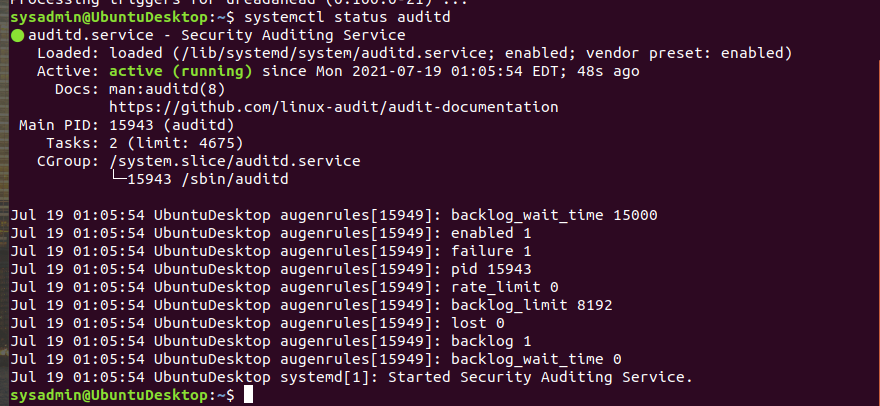 Processing triggers for ureadahead (0.100.0-21) ...
sysadmin@UbuntuDesktop:~$ systemctl status auditd
● auditd.service - Security Auditing Service
   Loaded: loaded (/lib/systemd/system/auditd.service; enabled; vendor preset: enabled)
   Active: active (running) since Mon 2021-07-19 01:05:54 EDT; 48s ago
     Docs: man:auditd(8)
           https://github.com/linux-audit/audit-documentation
 Main PID: 15943 (auditd)
    Tasks: 2 (limit: 4675)
   CGroup: /system.slice/auditd.service
           └─15943 /sbin/auditd

Jul 19 01:05:54 UbuntuDesktop augenrules[15949]: backlog_wait_time 15000
Jul 19 01:05:54 UbuntuDesktop augenrules[15949]: enabled 1
Jul 19 01:05:54 UbuntuDesktop augenrules[15949]: failure 1
Jul 19 01:05:54 UbuntuDesktop augenrules[15949]: pid 15943
Jul 19 01:05:54 UbuntuDesktop augenrules[15949]: rate_limit 0
Jul 19 01:05:54 UbuntuDesktop augenrules[15949]: backlog_limit 8192
Jul 19 01:05:54 UbuntuDesktop augenrules[15949]: lost 0
Jul 19 01:05:54 UbuntuDesktop augenrules[15949]: backlog 1
Jul 19 01:05:54 UbuntuDesktop augenrules[15949]: backlog_wait_time 0
Jul 19 01:05:54 UbuntuDesktop systemd[1]: Started Security Auditing Service.
sysadmin@UbuntuDesktop:~$